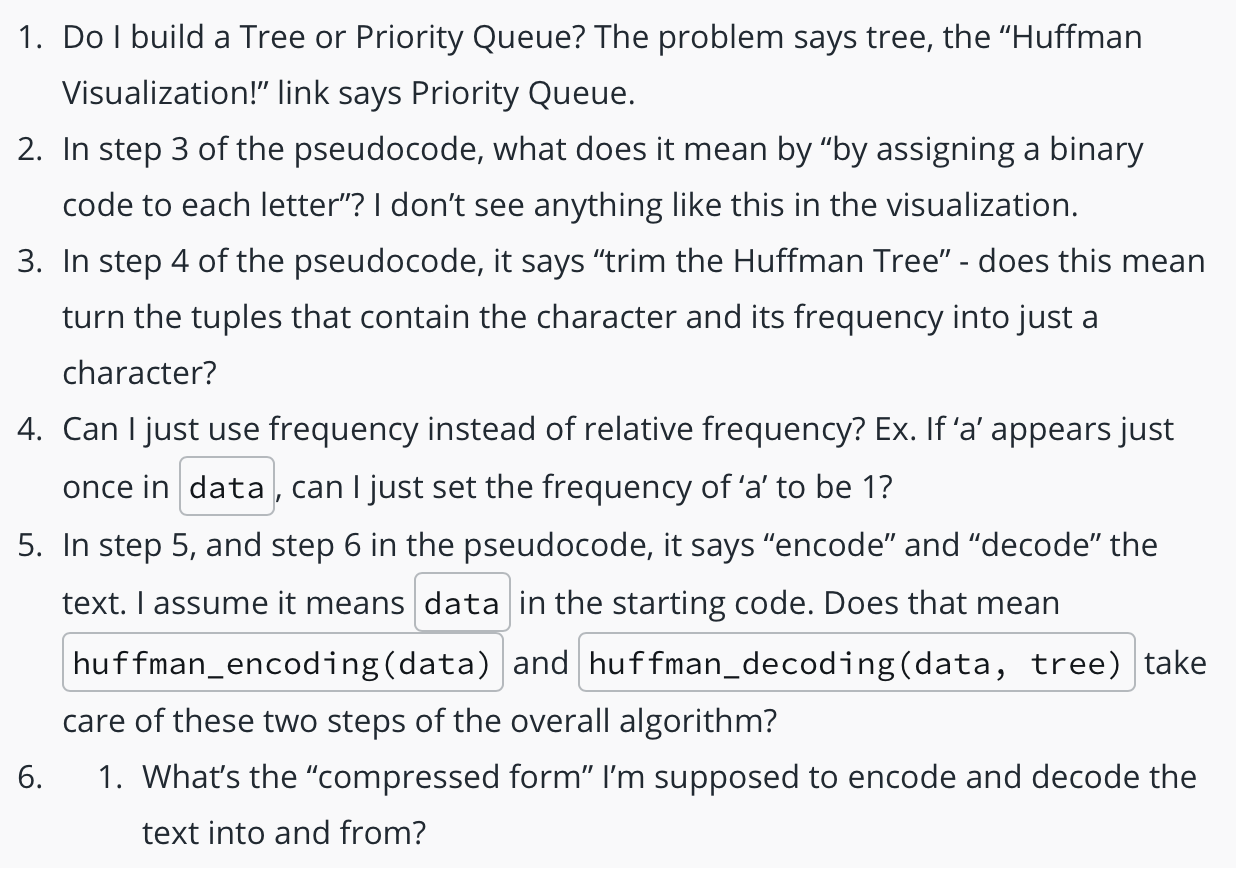 1. Do I build a Tree or Priority Queue? The problem says tree, the “Huffman
Visualization!” link says Priority Queue.
2. In step 3 of the pseudocode, what does it mean by “by assigning a binary
code to each letter”? I don’t see anything like this in the visualization.
3. In step 4 of the pseudocode, it says “trim the Huffman Tree” - does this mean
turn the tuples that contain the character and its frequency into just a
character?
4. Can I just use frequency instead of relative frequency? Ex. If ‘a’ appears just
once in data, can I just set the frequency of ‘a’ to be 1?
5. In step 5, and step 6 in the pseudocode, it says “encode” and “decode” the
text. I assume it means data in the starting code. Does that mean
huffman_encoding(data) and huffman_decoding(data, tree) take
care of these two steps of the overall algorithm?
6. 1. What’s the “compressed form” I’m supposed to encode and decode the
text into and from?